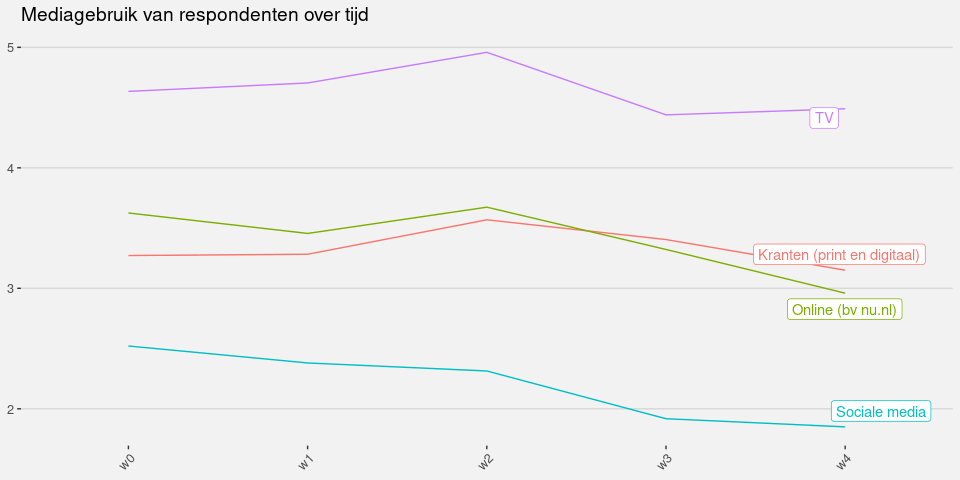 Mediagebruik van respondenten over tijd
5
TV
4
Kranten (print en digitaal)
3
Online (bv nu.nl)
2
Sociale media
w0
w1
w2
w3
w4